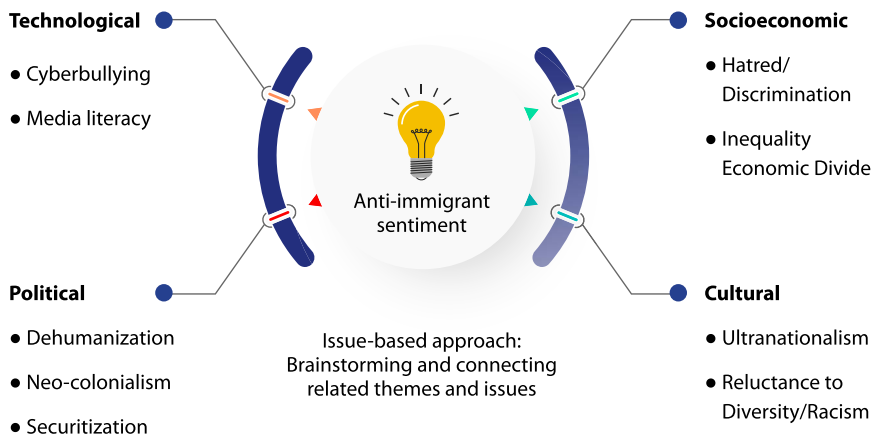 Technological
● Cyberbullying
● Media literacy
Socioeconomic
● Hatred/
Discrimination
● Inequality
Economic Divide
Anti-immigrant
sentiment
Political
● Dehumanization
● Neo-colonialism
● Securitization
Issue-based approach:
Brainstorming and connecting
related themes and issues
Cultural
● Ultranationalism
● Reluctance to
Diversity/Racism